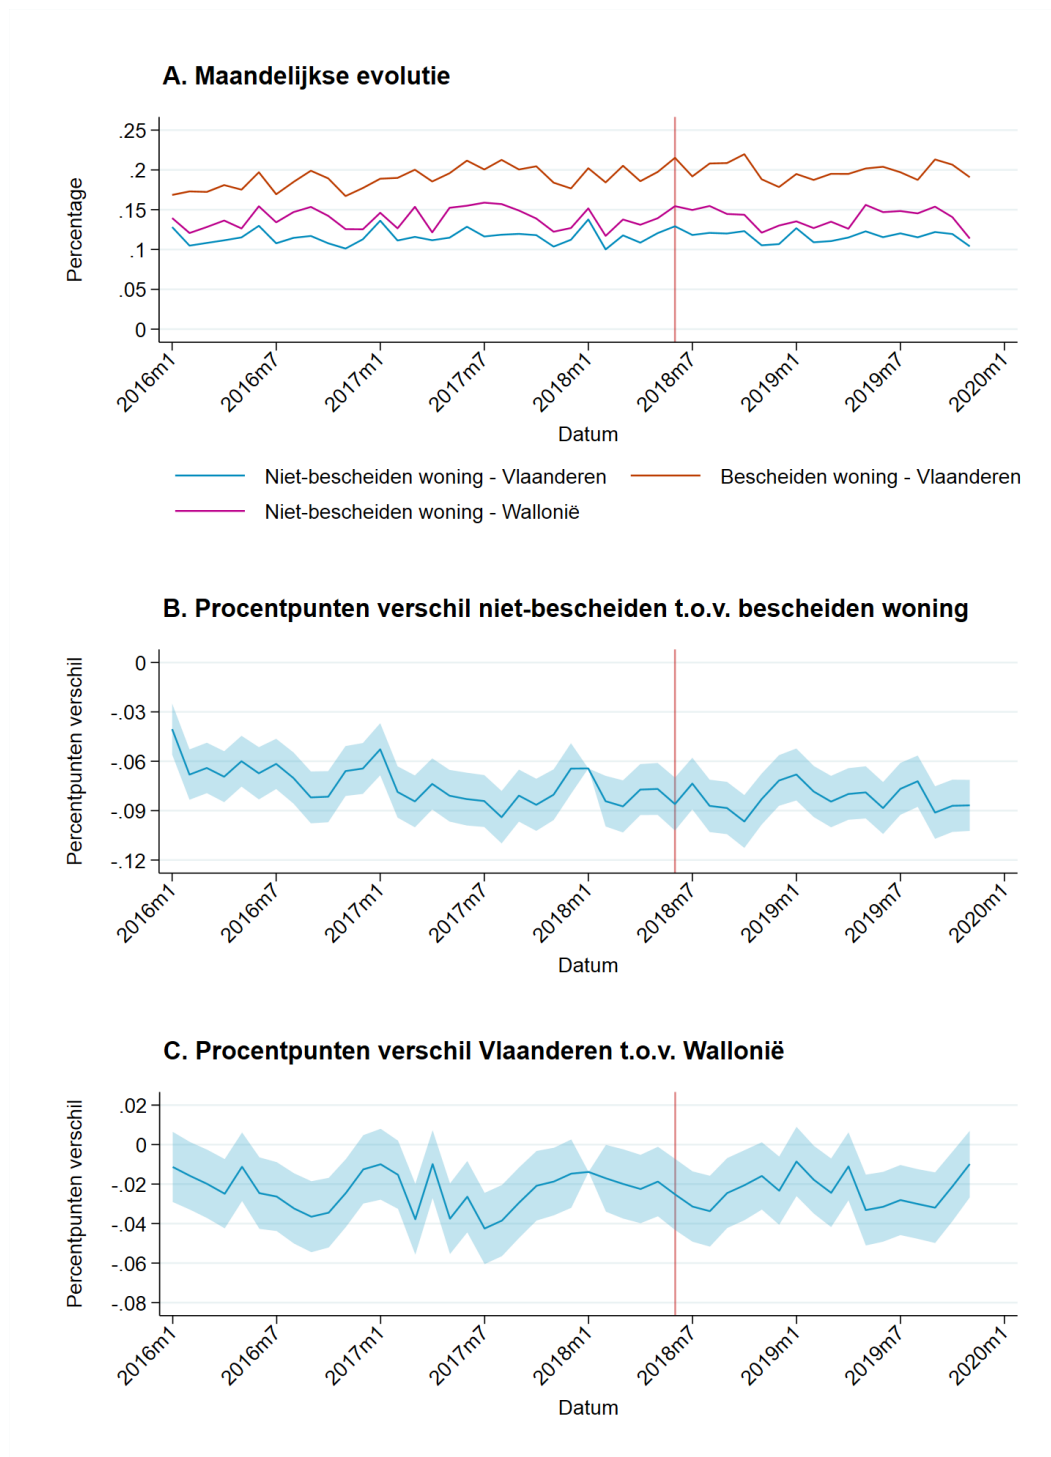 A. Maandelijkse evolutie
Percentage
.25
.2
.15
.1
.05
0
2016m1
2016m7
2017m1
2017m7
2018m1
2018m7
2019m1
2019m7
2020m1
Datum
Niet-bescheiden woning - Vlaanderen
Bescheiden woning - Vlaanderen
Niet-bescheiden woning - Wallonië
B. Procentpunten verschil niet-bescheiden t.o.v. bescheiden woning
Percentpunten verschil
0
-.03
-.06
-.09
-.12
2016m1
2016m7
2017m1
2017m7
2018m1
2018m7
2019m1
2019m7
2020m1
Datum
C. Procentpunten verschil Vlaanderen t.o.v. Wallonië
Percentpunten verschil
.02
0
-.02
-.04
-.06
-.08
2016m1
2016m7
2017m1
2017m7
2018m1
2018m7
2019m1
2019m7
2020m1
Datum